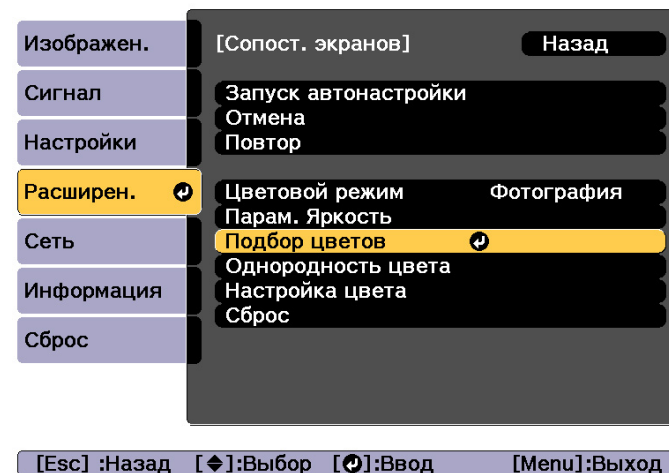 Изображен.
Сигнал
Настройки
Расширен.
Сеть
Информация
Сброс
[Сопост. экранов] Назад
Запуск автонастройки
Отмена
Повтор
Цветовой режим Фотография
Парам. Яркость
Подбор цветов
Однородность цвета
Настройка цвета
Сброс
[Esc] :Назад [◆]:Выбор [↵]:Ввод [Menu]:Выход